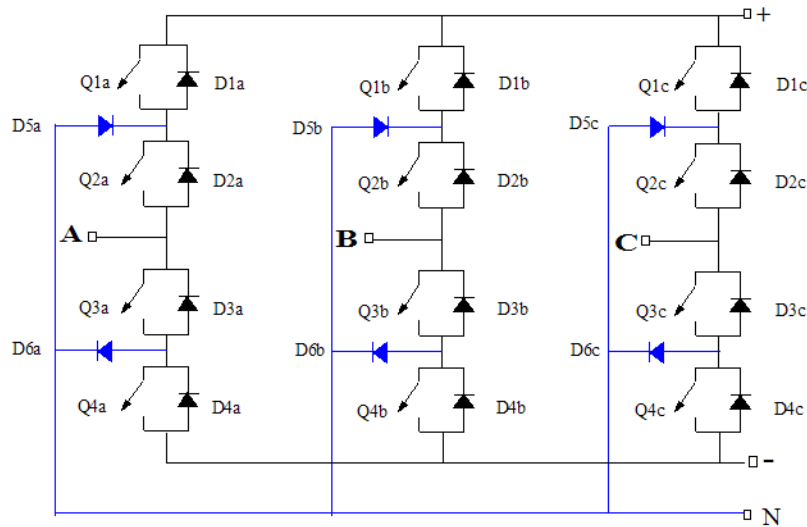 +
Q1a D1a Q1b D1b Q1c D1c
D5a D5b D5c
Q2a D2a Q2b D2b Q2c D2c
A B C
Q3a D3a Q3b D3b Q3c D3c
D6a D6b D6c
Q4a D4a Q4b D4b Q4c D4c
-
N